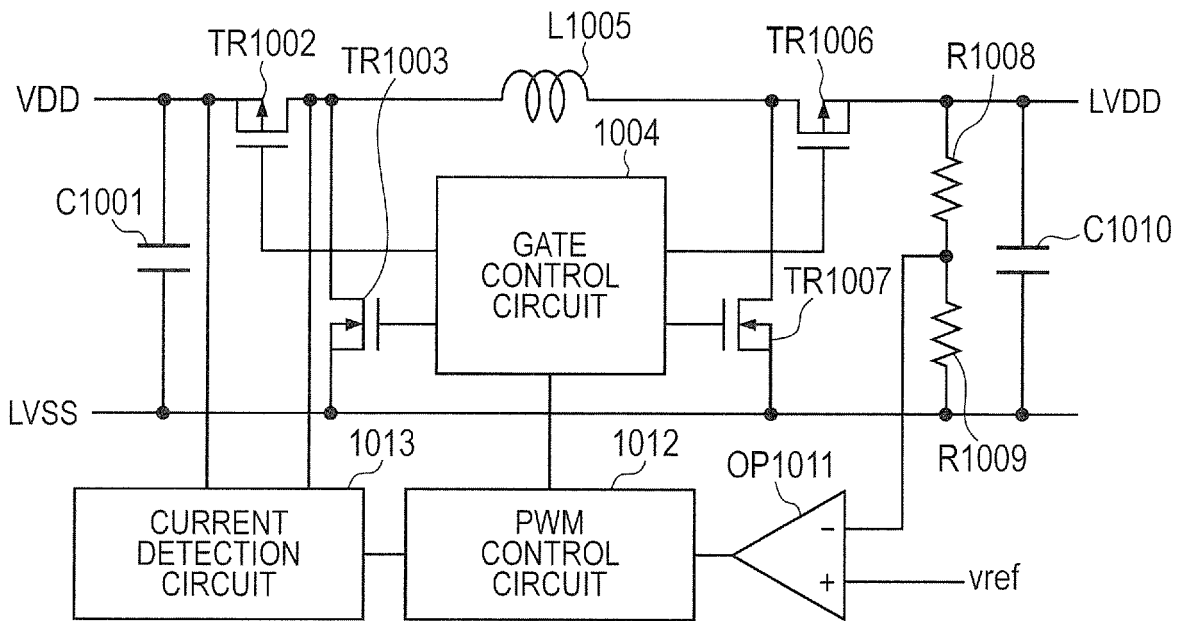 TR1002
TR1003
L1005
TR1006
R1008
VDD
LVDD
1004
C1001
GATE
CONTROL
CIRCUIT
C1010
TR1007
LVSS
1013
1012
OP1011
R1009
CURRENT
DETECTION
CIRCUIT
PWM
CONTROL
CIRCUIT
-
+
vref